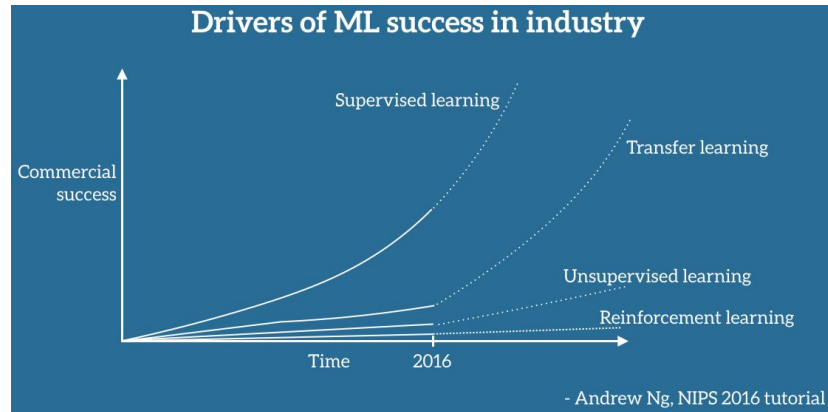 Drivers of ML success in industry
Supervised learning
Transfer learning
Commercial
success
Unsupervised learning
Reinforcement learning
Time
2016
- Andrew Ng, NIPS 2016 tutorial